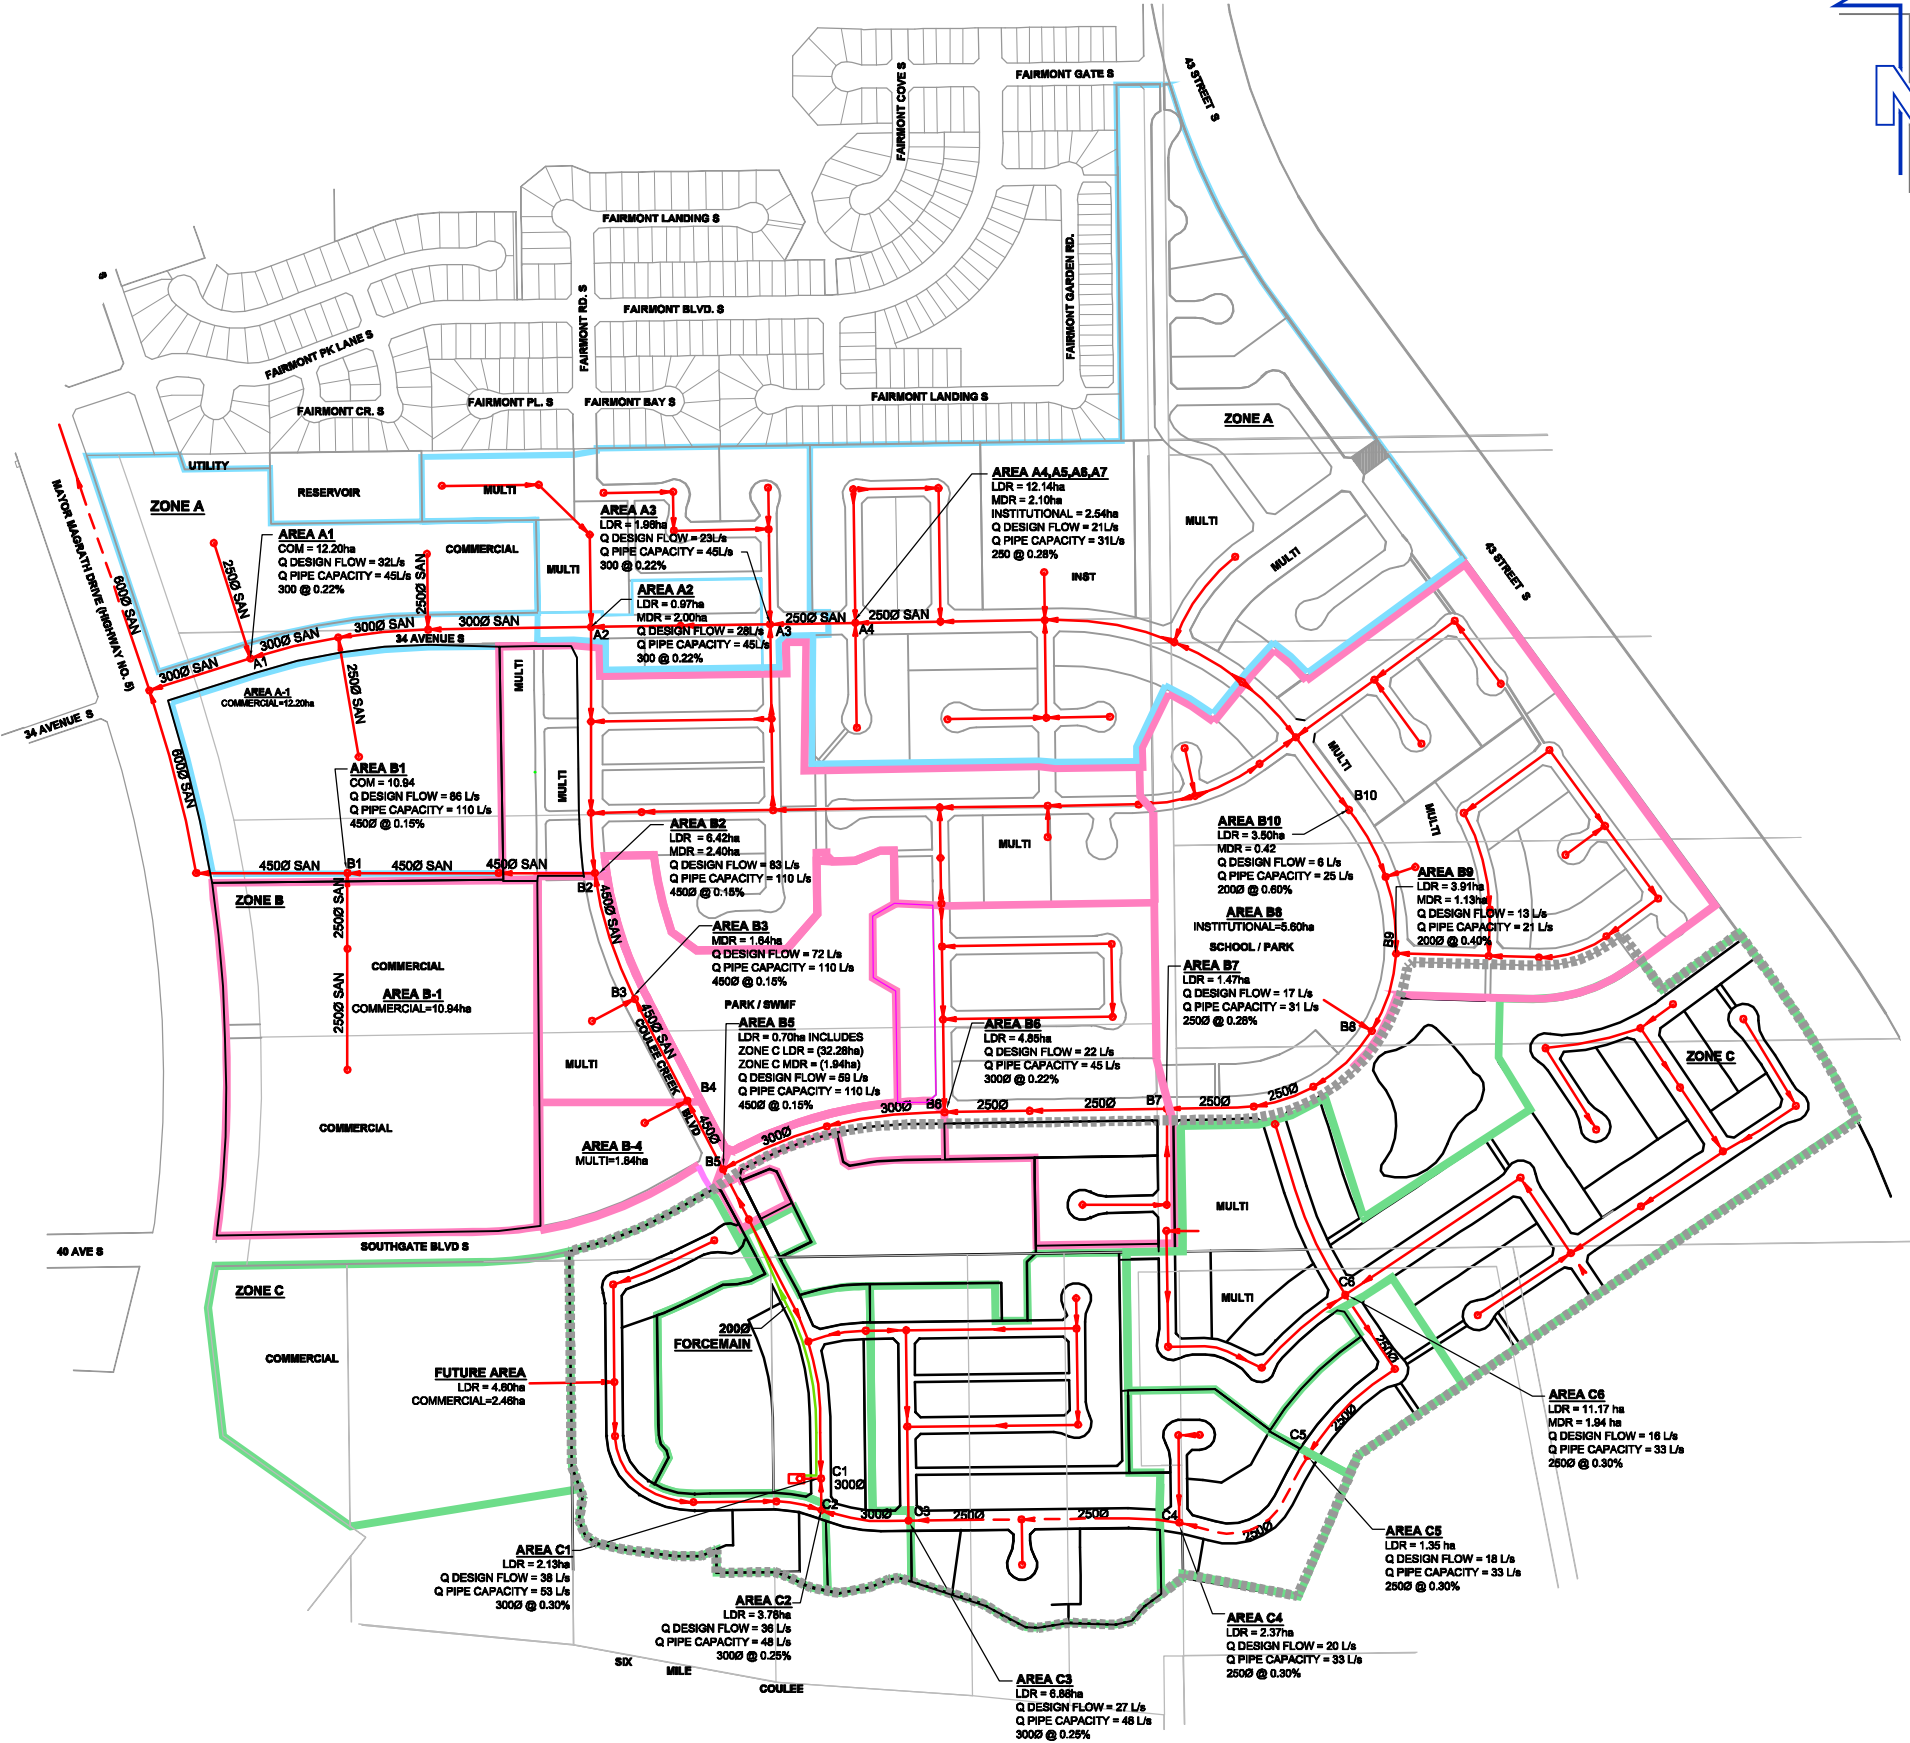 N
43 STREET S
FAIRMONT GATE S
FAIRMONT COVE S
FAIRMONT LANDING S
FAIRMONT GARDEN RD.
S
FAIRMONT RD. S
FAIRMONT BLVD. S
FAIRMONT PK LANE S
FAIRMONT CR. S
FAIRMONT PL. S
FAIRMONT BAY S
FAIRMONT LANDING S
ZONE A
UTILITY
RESERVOIR
MULTI
ZONE A
MAYOR MAGRATH DRIVE (HIGHWAY NO. 5)
600Ø SAN
250Ø SAN
AREA A1
COM = 12.20ha
Q DESIGN FLOW = 32L/s
Q PIPE CAPACITY = 45L/s
300 @ 0.22%
COMMERCIAL
250Ø SAN
MULTI
AREA A3
LDR = 1.98ha
Q DESIGN FLOW = 23L/s
Q PIPE CAPACITY = 45L/s
300 @ 0.22%
AREA A2
LDR = 0.97ha
MDR = 2.00ha
Q DESIGN FLOW = 28L/s
Q PIPE CAPACITY = 45L/s
300 @ 0.22%
AREA A4,A5,A6,A7
LDR = 12.14ha
MDR = 2.10ha
INSTITUTIONAL = 2.54ha
Q DESIGN FLOW = 21L/s
Q PIPE CAPACITY = 31L/s
250 @ 0.28%
INST
MULTI
MULTI
43 STREET S
300Ø SAN
A1
300Ø SAN
300Ø SAN
300Ø SAN
34 AVENUE S
A2
A3
250Ø SAN
A4
250Ø SAN
34 AVENUE S
AREA A-1
COMMERCIAL=12.20ha
250Ø SAN
MULTI
600Ø SAN
AREA B1
COM = 10.94
Q DESIGN FLOW = 86 L/s
Q PIPE CAPACITY = 110 L/s
450Ø @ 0.15%
MULTI
450Ø SAN
B1
450Ø SAN
450Ø SAN
B2
AREA B2
LDR = 6.42ha
MDR = 2.40ha
Q DESIGN FLOW = 83 L/s
Q PIPE CAPACITY = 110 L/s
450Ø @ 0.15%
MULTI
MULTI
B10
MULTI
AREA B10
LDR = 3.50ha
MDR = 0.42
Q DESIGN FLOW = 6 L/s
Q PIPE CAPACITY = 25 L/s
200Ø @ 0.60%
AREA B9
LDR = 3.91ha
MDR = 1.13ha
Q DESIGN FLOW = 13 L/s
Q PIPE CAPACITY = 21 L/s
200Ø @ 0.40%
B9
AREA B8
INSTITUTIONAL=5.60ha
SCHOOL / PARK
ZONE B
250Ø SAN
450Ø SAN
AREA B3
MDR = 1.64ha
Q DESIGN FLOW = 72 L/s
Q PIPE CAPACITY = 110 L/s
450Ø @ 0.15%
COMMERCIAL
AREA B-1
COMMERCIAL=10.94ha
250Ø SAN
B3
450Ø SAN
COULEE CREEK BLVD
PARK / SWMF
AREA B5
LDR = 0.70ha INCLUDES
ZONE C LDR = (32.28ha)
ZONE C MDR = (1.94ha)
Q DESIGN FLOW = 59 L/s
Q PIPE CAPACITY = 110 L/s
450Ø @ 0.15%
AREA B7
LDR = 1.47ha
Q DESIGN FLOW = 17 L/s
Q PIPE CAPACITY = 31 L/s
250Ø @ 0.28%
AREA B6
LDR = 4.85ha
Q DESIGN FLOW = 22 L/s
Q PIPE CAPACITY = 45 L/s
300Ø @ 0.22%
B8
MULTI
B4
450Ø
COMMERCIAL
AREA B-4
MULTI=1.84ha
B5
300Ø
300Ø
B6
250Ø
250Ø
B7
250Ø
250Ø
ZONE C
MULTI
40 AVE S
SOUTHGATE BLVD S
ZONE C
COMMERCIAL
200Ø
FORCEMAIN
MULTI
C6
250Ø
FUTURE AREA
LDR = 4.60ha
COMMERCIAL=2.46ha
AREA C6
LDR = 11.17 ha
MDR = 1.94 ha
Q DESIGN FLOW = 16 L/s
Q PIPE CAPACITY = 33 L/s
250Ø @ 0.30%
250Ø
C5
C1
300Ø
C2
300Ø
C3
250Ø
250Ø
C4
250Ø
AREA C1
LDR = 2.13ha
Q DESIGN FLOW = 38 L/s
Q PIPE CAPACITY = 53 L/s
300Ø @ 0.30%
AREA C5
LDR = 1.35 ha
Q DESIGN FLOW = 18 L/s
Q PIPE CAPACITY = 33 L/s
250Ø @ 0.30%
AREA C2
LDR = 3.78ha
Q DESIGN FLOW = 36 L/s
Q PIPE CAPACITY = 48 L/s
300Ø @ 0.25%
AREA C4
LDR = 2.37ha
Q DESIGN FLOW = 20 L/s
Q PIPE CAPACITY = 33 L/s
250Ø @ 0.30%
SIX MILE COULEE
AREA C3
LDR = 6.88ha
Q DESIGN FLOW = 27 L/s
Q PIPE CAPACITY = 48 L/s
300Ø @ 0.25%